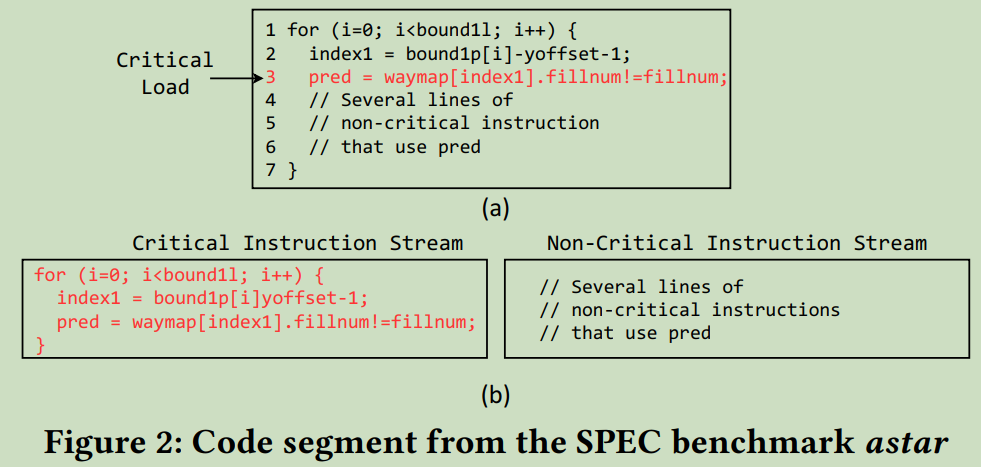 1 for (i=0; i<bound1l; i++) {
2 index1 = bound1p[i]-yoffset-1;
Critical
Load
3 pred = waymap[index1].fillnum!=fillnum;
4 // Several lines of
5 // non-critical instruction
6 // that use pred
7 }
(a)
Critical Instruction Stream
for (i=0; i<bound1l; i++) {
index1 = bound1p[i]yoffset-1;
pred = waymap[index1].fillnum!=fillnum;
}
Non-Critical Instruction Stream
// Several lines of
// non-critical instructions
// that use pred
(b)
Figure 2: Code segment from the SPEC benchmark astar